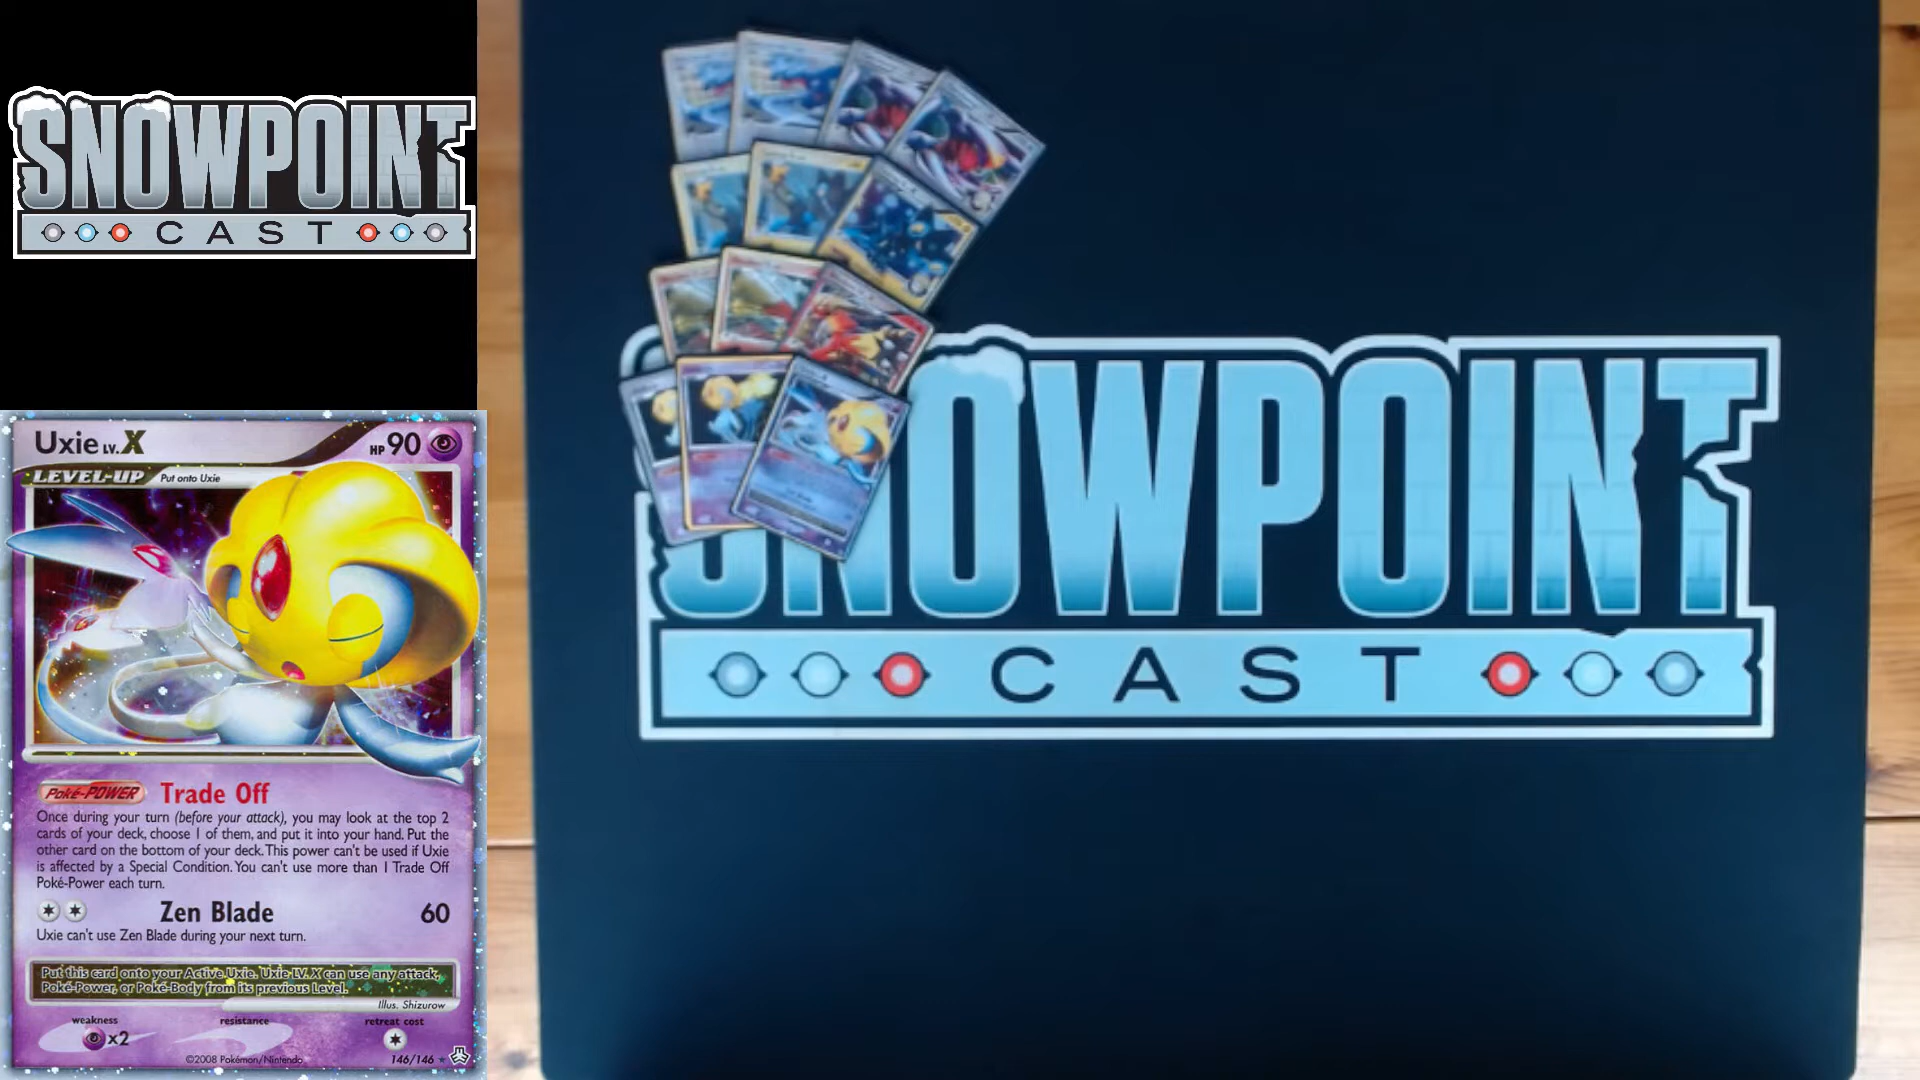 SNOWPOINT
CAST
Uxie LV.X
HP 90
LEVEL-UP Put onto Uxie
Poké-POWER Trade Off
Once during your turn (before your attack), you may look at the top 2
cards of your deck, choose 1 of them, and put it into your hand. Put the
other card on the bottom of your deck. This power can't be used if Uxie
is affected by a Special Condition. You can't use more than 1 Trade Off
Poké-Power each turn.
Zen Blade 60
Uxie can't use Zen Blade during your next turn.
Put this card onto your Active Uxie. Uxie LV. X can use any attack,
Poké-Power, or Poké-Body from its previous Level.
Illus. Shizurow
weakness resistance retreat cost
x2
©2008 Pokémon/Nintendo 146/146
SNOWPOINT
CAST